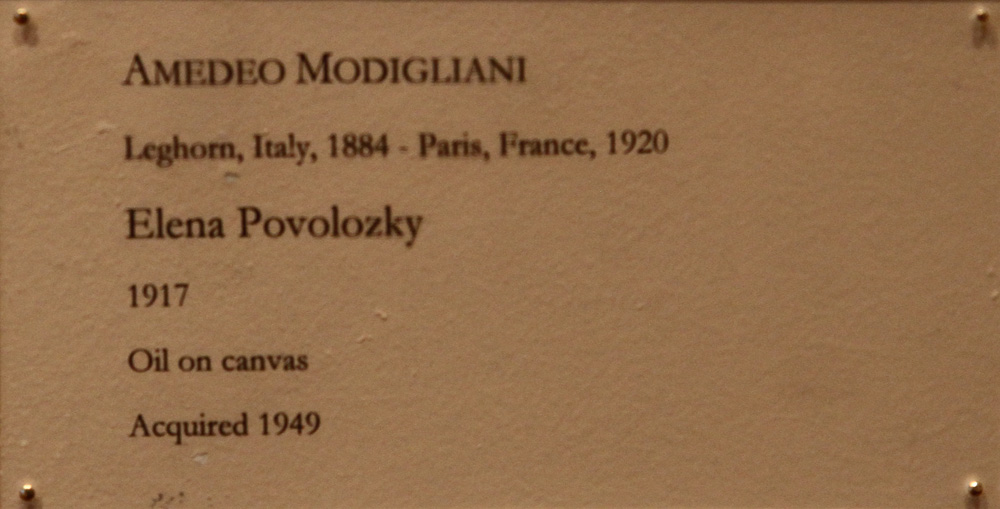 AMEDEO MODIGLIANI
Leghorn, Italy, 1884 - Paris, France, 1920
Elena Povolozky
1917
Oil on canvas
Acquired 1949